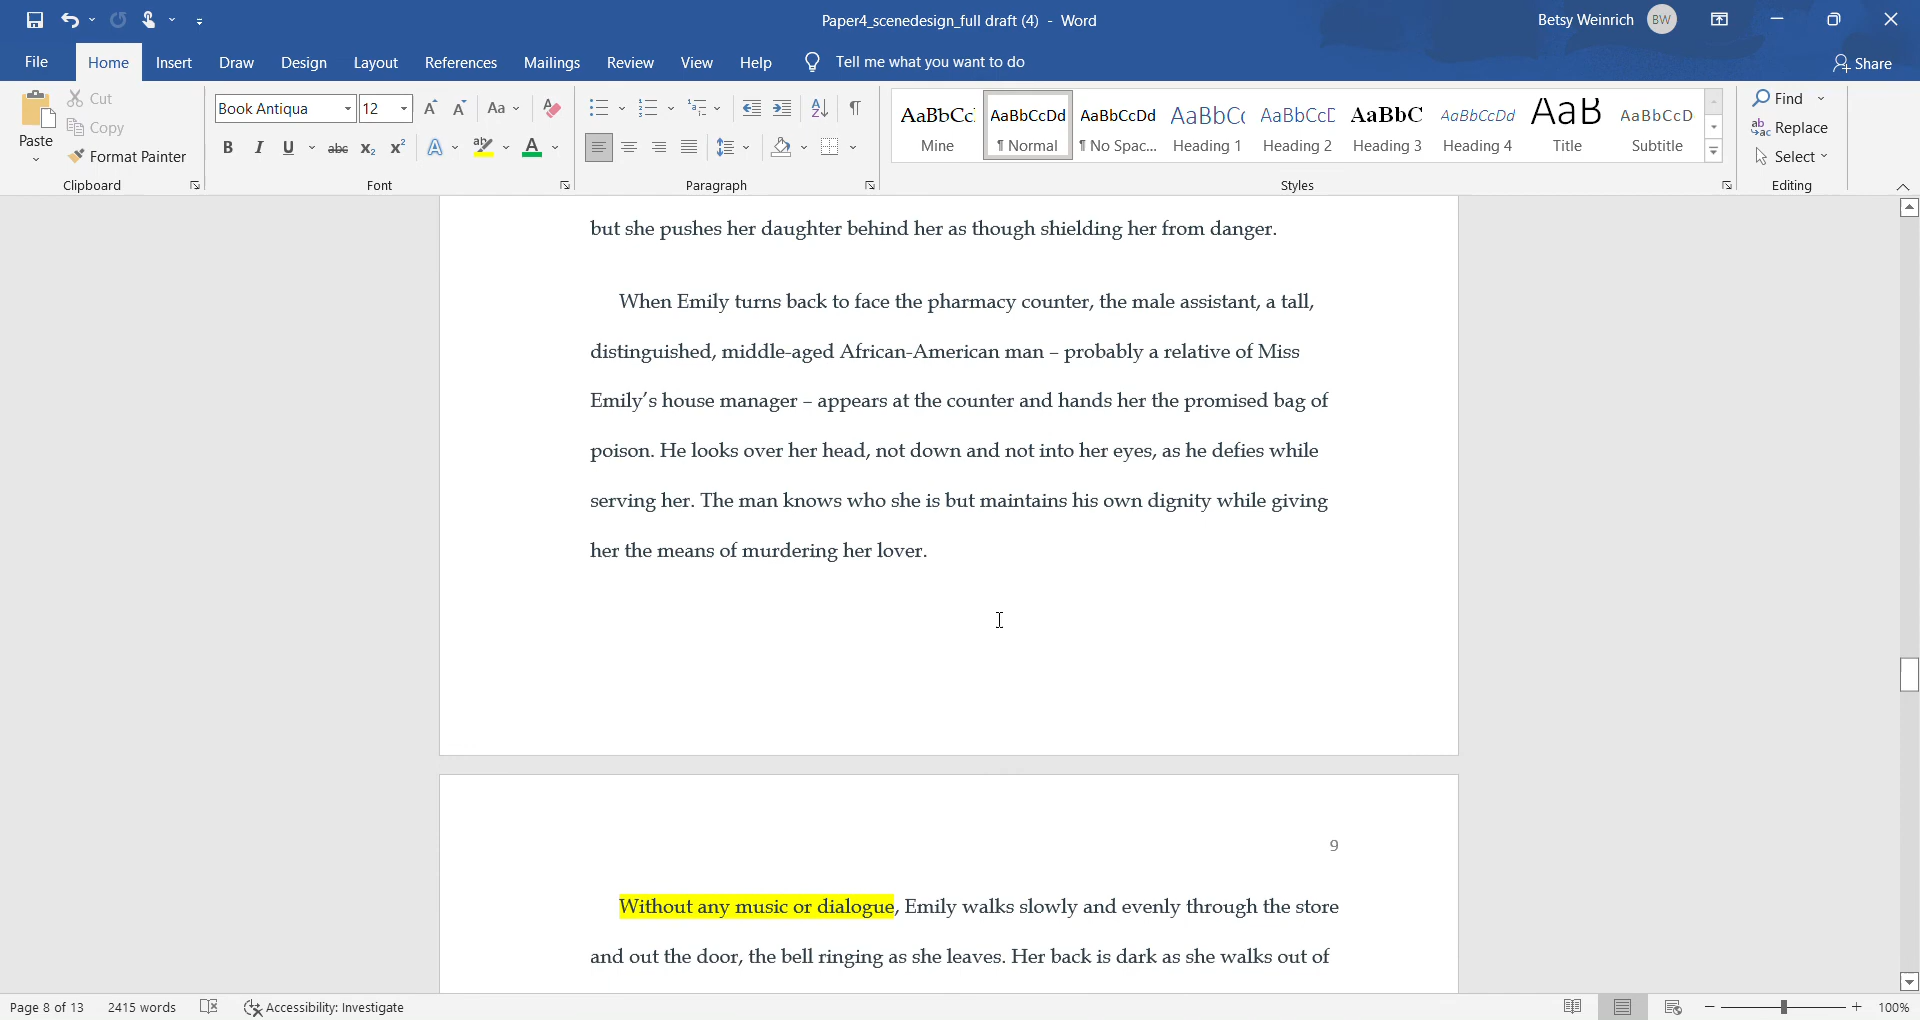 Paper4_scenedesign_full draft (4) - Word
Betsy Weinrich BW
File Home Insert Draw Design Layout References Mailings Review View Help Tell me what you want to do Share
Paste
Cut
Copy
Format Painter
Clipboard
Book Antiqua 12 Aa
B I U abc x₂ x² A A
Font
Paragraph
AaBbCc AaBbCcDd AaBbCcDd AaBbCc AaBbCcC AaBbC AaBbCcDd AaB AaBbCcD
Mine ¶ Normal ¶ No Spac... Heading 1 Heading 2 Heading 3 Heading 4 Title Subtitle
Styles
Find
Replace
Select
Editing
but she pushes her daughter behind her as though shielding her from danger.
When Emily turns back to face the pharmacy counter, the male assistant, a tall,
distinguished, middle-aged African-American man – probably a relative of Miss
Emily’s house manager – appears at the counter and hands her the promised bag of
poison. He looks over her head, not down and not into her eyes, as he defies while
serving her. The man knows who she is but maintains his own dignity while giving
her the means of murdering her lover.
9
Without any music or dialogue, Emily walks slowly and evenly through the store
and out the door, the bell ringing as she leaves. Her back is dark as she walks out of
Page 8 of 13 2415 words Accessibility: Investigate 100%